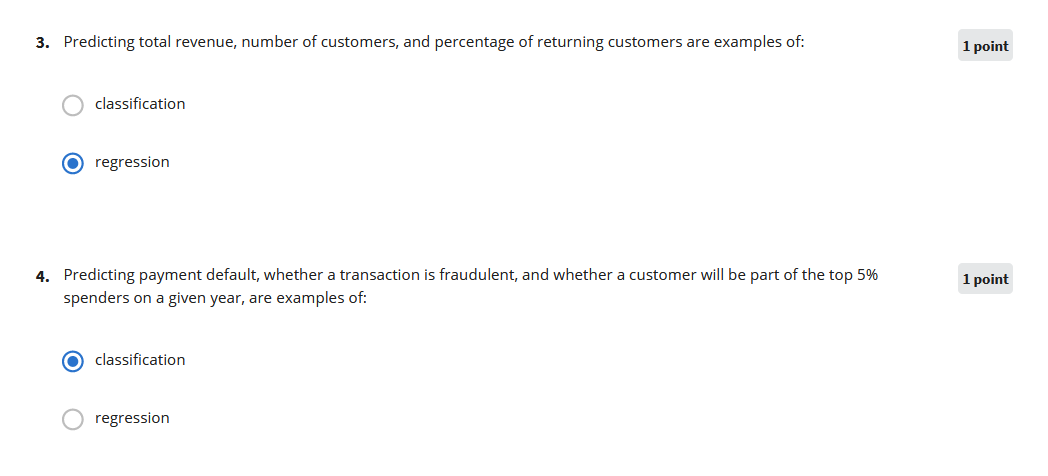 3. Predicting total revenue, number of customers, and percentage of returning customers are examples of:
1 point
classification
regression
4. Predicting payment default, whether a transaction is fraudulent, and whether a customer will be part of the top 5%
spenders on a given year, are examples of:
1 point
classification
regression